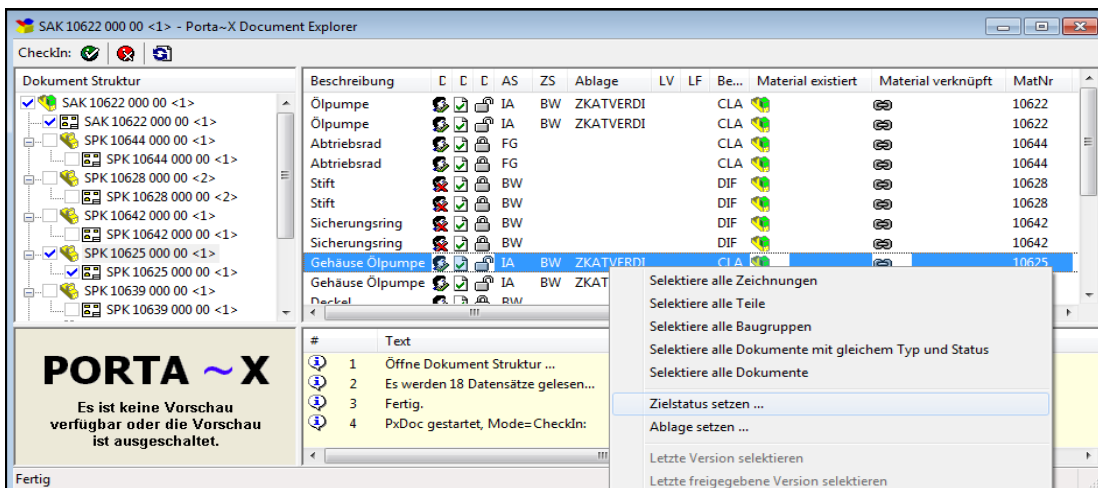 SAK 10622 000 00 <1> - Porta~X Document Explorer
CheckIn:
Dokument Struktur
SAK 10622 000 00 <1>
SAK 10622 000 00 <1>
SPK 10644 000 00 <1>
SPK 10644 000 00 <1>
SPK 10628 000 00 <2>
SPK 10628 000 00 <2>
SPK 10642 000 00 <1>
SPK 10642 000 00 <1>
SPK 10625 000 00 <1>
SPK 10625 000 00 <1>
SPK 10639 000 00 <1>
SPK 10639 000 00 <1>
Beschreibung D D D AS ZS Ablage LV LF Be... Material existiert Material verknüpft MatNr
Ölpumpe IA BW ZKATVERDI CLA 10622
Ölpumpe IA BW ZKATVERDI CLA 10622
Abtriebsrad FG CLA 10644
Abtriebsrad FG CLA 10644
Stift BW DIF 10628
Stift BW DIF 10628
Sicherungsring BW DIF 10642
Sicherungsring BW DIF 10642
Gehäuse Ölpumpe IA BW ZKATVERDI CLA 10625
Gehäuse Ölpumpe IA BW ZKAT
Deckel BW
Selektiere alle Zeichnungen
Selektiere alle Teile
Selektiere alle Baugruppen
Selektiere alle Dokumente mit gleichem Typ und Status
Selektiere alle Dokumente
Zielstatus setzen ...
Ablage setzen ...
Letzte Version selektieren
Letzte freigegebene Version selektieren
PORTA ~ X
Es ist keine Vorschau
verfügbar oder die Vorschau
ist ausgeschaltet.
# Text
1 Öffne Dokument Struktur ...
2 Es werden 18 Datensätze gelesen...
3 Fertig.
4 PxDoc gestartet, Mode=CheckIn:
Fertig